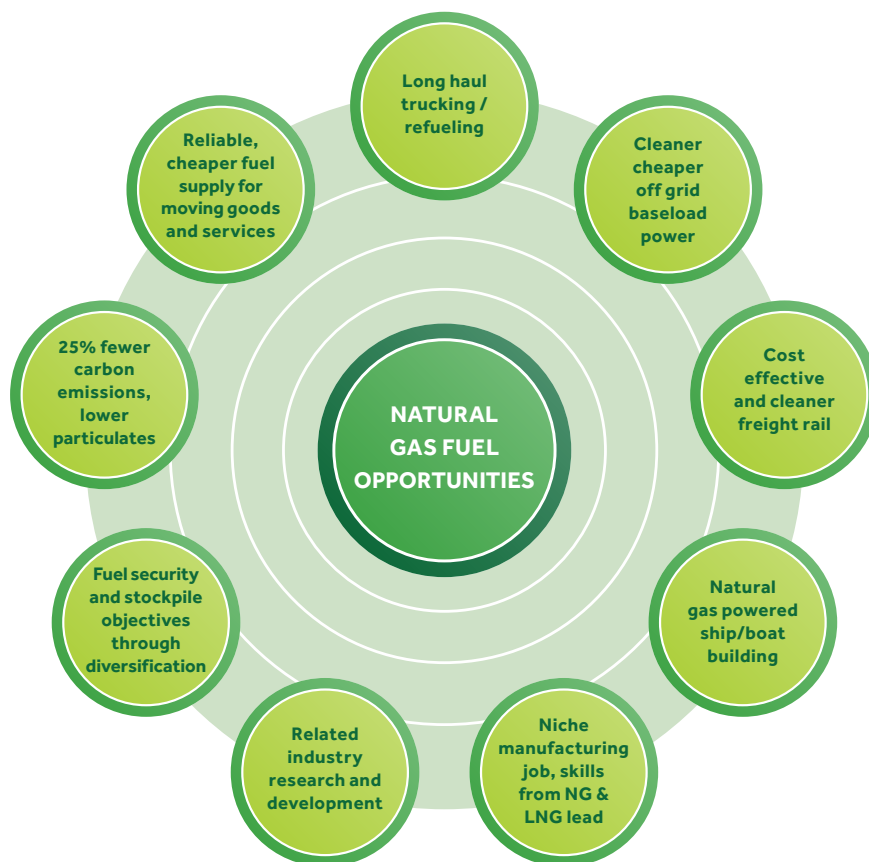 Long haul
trucking /
refueling
Cleaner
cheaper
off grid
baseload
power
Cost
effective
and cleaner
freight rail
Natural
gas powered
ship/boat
building
Niche
manufacturing
job, skills
from NG &
LNG lead
Related
industry
research and
development
Fuel security
and stockpile
objectives
through
diversification
25% fewer
carbon
emissions,
lower
particulates
Reliable,
cheaper fuel
supply for
moving goods
and services
NATURAL
GAS FUEL
OPPORTUNITIES